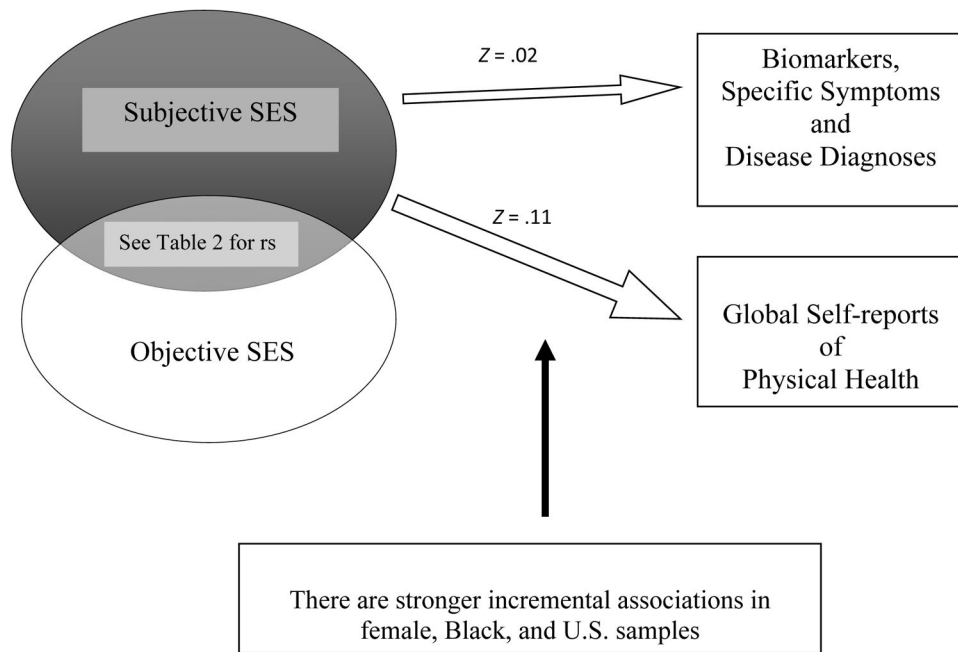 Subjective SES
See Table 2 for rs
Objective SES
Z = .02
Z = .11
Biomarkers,
Specific Symptoms
and
Disease Diagnoses
Global Self-reports
of
Physical Health
There are stronger incremental associations in
female, Black, and U.S. samples